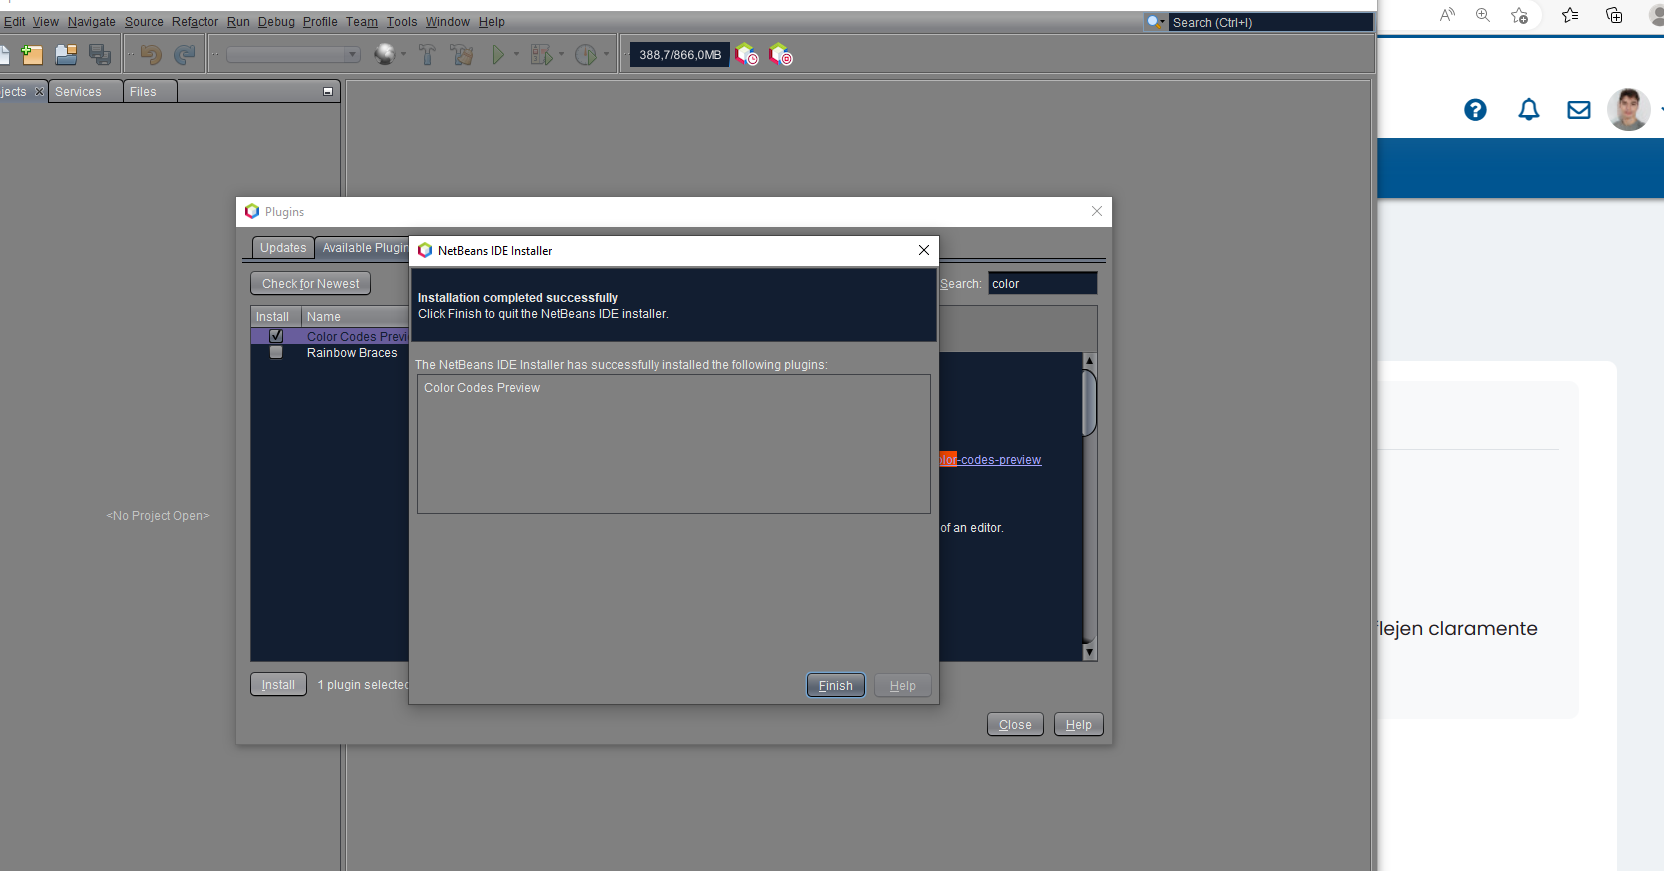 Edit View Navigate Source Refactor Run Debug Profile Team Tools Window Help
Search (Ctrl+I)
388,7/866,0MB
jects Services Files
Plugins
Updates Available Plugin
NetBeans IDE Installer
Check for Newest
Search: color
Installation completed successfully
Click Finish to quit the NetBeans IDE installer.
Install Name
Color Codes Previ
Rainbow Braces
The NetBeans IDE Installer has successfully installed the following plugins:
Color Codes Preview
olor-codes-preview
<No Project Open>
of an editor.
flejen claramente
Install 1 plugin selected
Finish Help
Close Help